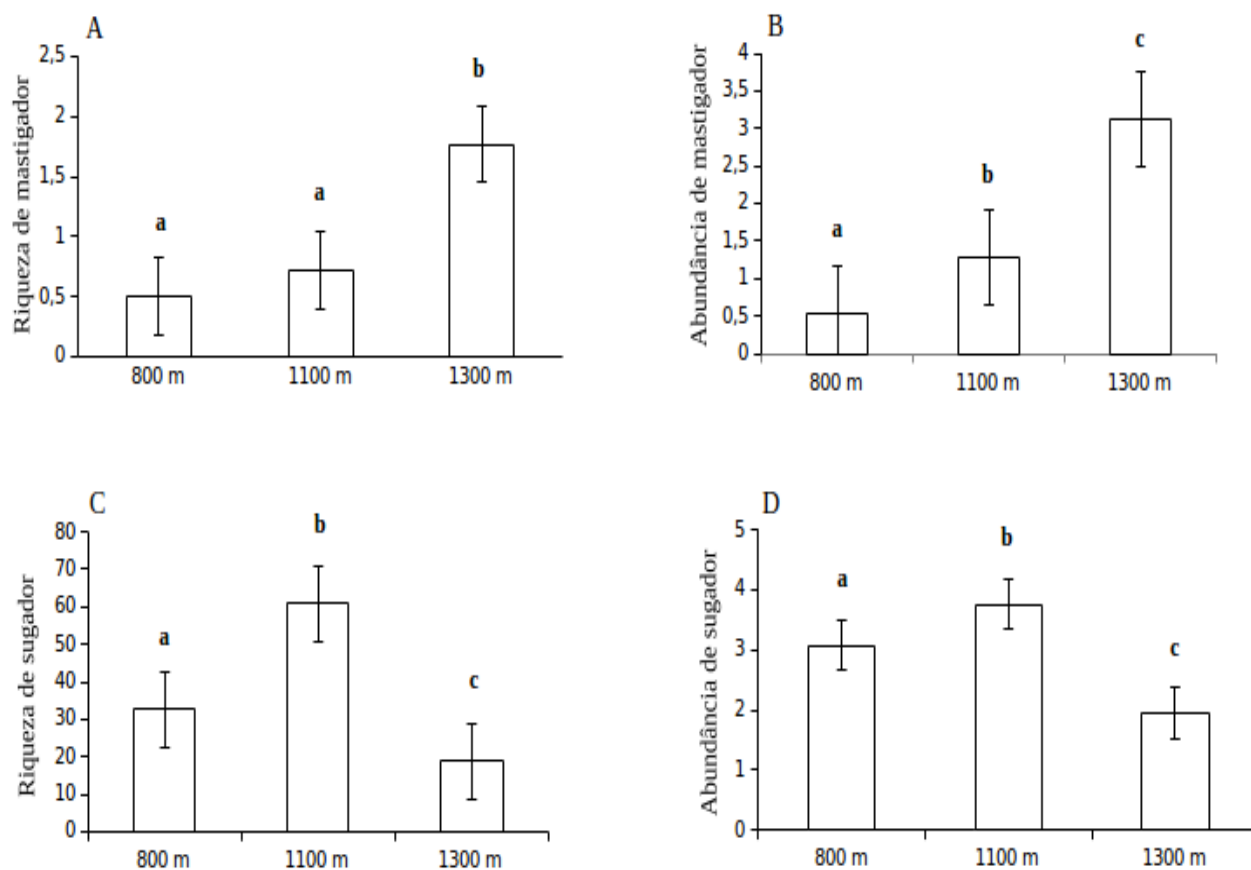 A
Riqueza de mastigador
2,5
2
1,5
1
0,5
0
a
a
b
800 m
1100 m
1300 m
B
Abundância de mastigador
4
3,5
3
2,5
2
1,5
1
0,5
0
a
b
c
800 m
1100 m
1300 m
C
Riqueza de sugador
80
70
60
50
40
30
20
10
0
a
b
c
800 m
1100 m
1300 m
D
Abundância de sugador
5
4
3
2
1
0
a
b
c
800 m
1100 m
1300 m